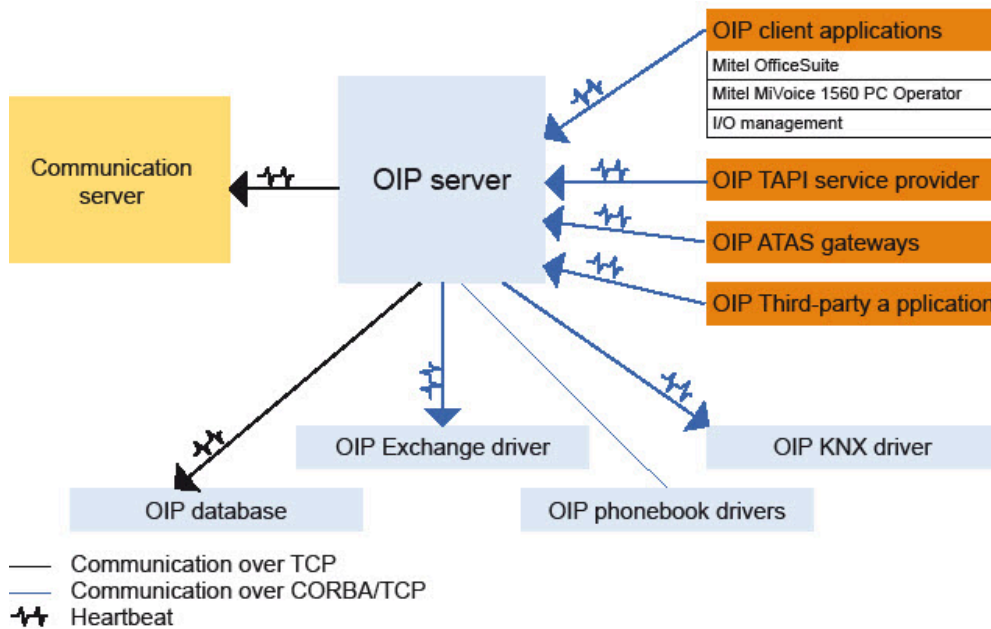 OIP client applications
Mitel OfficeSuite
Mitel MiVoice 1560 PC Operator
I/O management
Communication
server
OIP server
OIP TAPI service provider
OIP ATAS gateways
OIP Third-party a pplication
OIP Exchange driver
OIP KNX driver
OIP database
OIP phonebook drivers
Communication over TCP
Communication over CORBA/TCP
Heartbeat